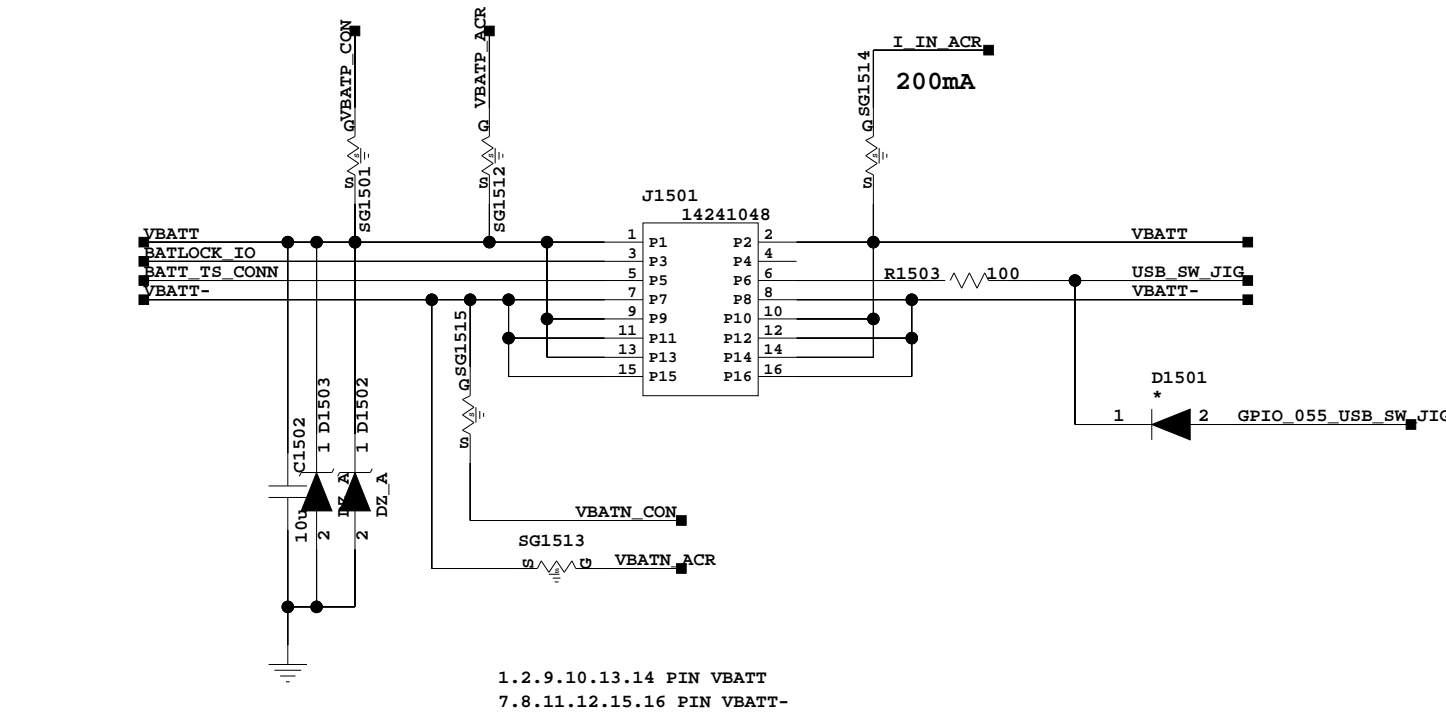 VBATP_CON
VBATP_ACR
I_IN_ACR
200mA
SG1514
G
G
G
S
S
S
SG1501
SG1512
J1501
14241048
VBATT
BATLOCK_IO
BATT_TS_CONN
VBATT-
1 P1 P2 2
3 P3 P4 4
5 P5 P6 6
7 P7 P8 8
9 P9 P10 10
11 P11 P12 12
13 P13 P14 14
15 P15 P16 16
R1503 100
VBATT
USB_SW_JIG
VBATT-
SG1515
G
S
D1501
*
1 2 GPIO_055_USB_SW_JIG
C1502
10u
1 D1503
DZ_A
2
1 D1502
DZ_A
2
VBATN_CON
SG1513
S G VBATN_ACR
1.2.9.10.13.14 PIN VBATT
7.8.11.12.15.16 PIN VBATT-